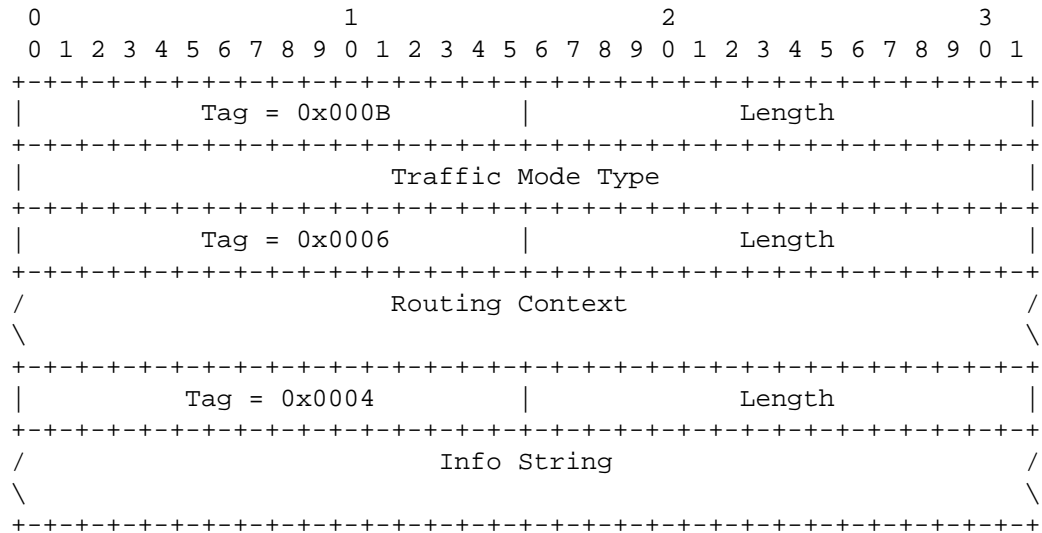 0                   1                   2                   3
 0 1 2 3 4 5 6 7 8 9 0 1 2 3 4 5 6 7 8 9 0 1 2 3 4 5 6 7 8 9 0 1
+-+-+-+-+-+-+-+-+-+-+-+-+-+-+-+-+-+-+-+-+-+-+-+-+-+-+-+-+-+-+-+-+
|           Tag = 0x000B        |             Length            |
+-+-+-+-+-+-+-+-+-+-+-+-+-+-+-+-+-+-+-+-+-+-+-+-+-+-+-+-+-+-+-+-+
|                       Traffic Mode Type                       |
+-+-+-+-+-+-+-+-+-+-+-+-+-+-+-+-+-+-+-+-+-+-+-+-+-+-+-+-+-+-+-+-+
|           Tag = 0x0006        |             Length            |
+-+-+-+-+-+-+-+-+-+-+-+-+-+-+-+-+-+-+-+-+-+-+-+-+-+-+-+-+-+-+-+-+
/                       Routing Context                         /
\                                                               \
+-+-+-+-+-+-+-+-+-+-+-+-+-+-+-+-+-+-+-+-+-+-+-+-+-+-+-+-+-+-+-+-+
|          Tag = 0x0004         |             Length            |
+-+-+-+-+-+-+-+-+-+-+-+-+-+-+-+-+-+-+-+-+-+-+-+-+-+-+-+-+-+-+-+-+
/                          Info String                          /
\                                                               \
+-+-+-+-+-+-+-+-+-+-+-+-+-+-+-+-+-+-+-+-+-+-+-+-+-+-+-+-+-+-+-+-+